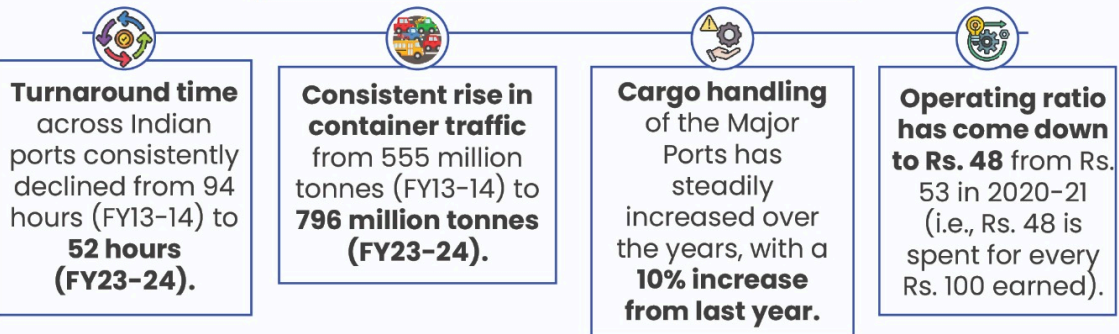 Turnaround time
across Indian
ports consistently
declined from 94
hours (FY13-14) to
52 hours
(FY23-24).
Consistent rise in
container traffic
from 555 million
tonnes (FY13-14) to
796 million tonnes
(FY23-24).
Cargo handling
of the Major
Ports has
steadily
increased over
the years, with a
10% increase
from last year.
Operating ratio
has come down
to Rs. 48 from Rs.
53 in 2020-21
(i.e., Rs. 48 is
spent for every
Rs. 100 earned).